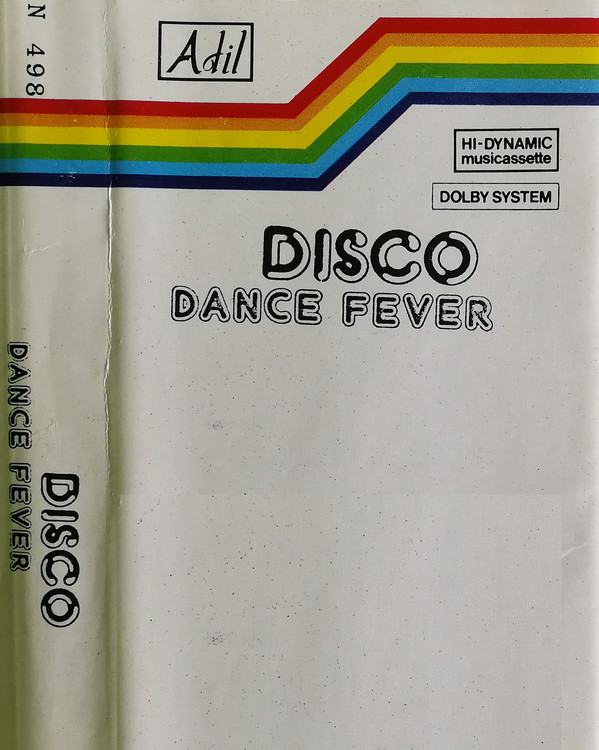 N 498
Adil
HI-DYNAMIC
musicassette
DOLBY SYSTEM
DISCO
DANCE FEVER
DISCO
DANCE FEVER